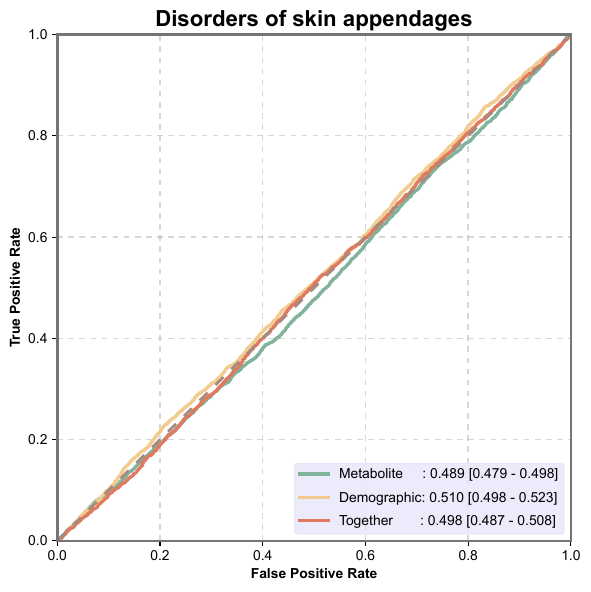 Disorders of skin appendages
1.0
0.8
0.6
0.4
0.2
0.0
True Positive Rate
Metabolite : 0.489 [0.479 - 0.498]
Demographic: 0.510 [0.498 - 0.523]
Together : 0.498 [0.487 - 0.508]
0.0 0.2 0.4 0.6 0.8 1.0
False Positive Rate